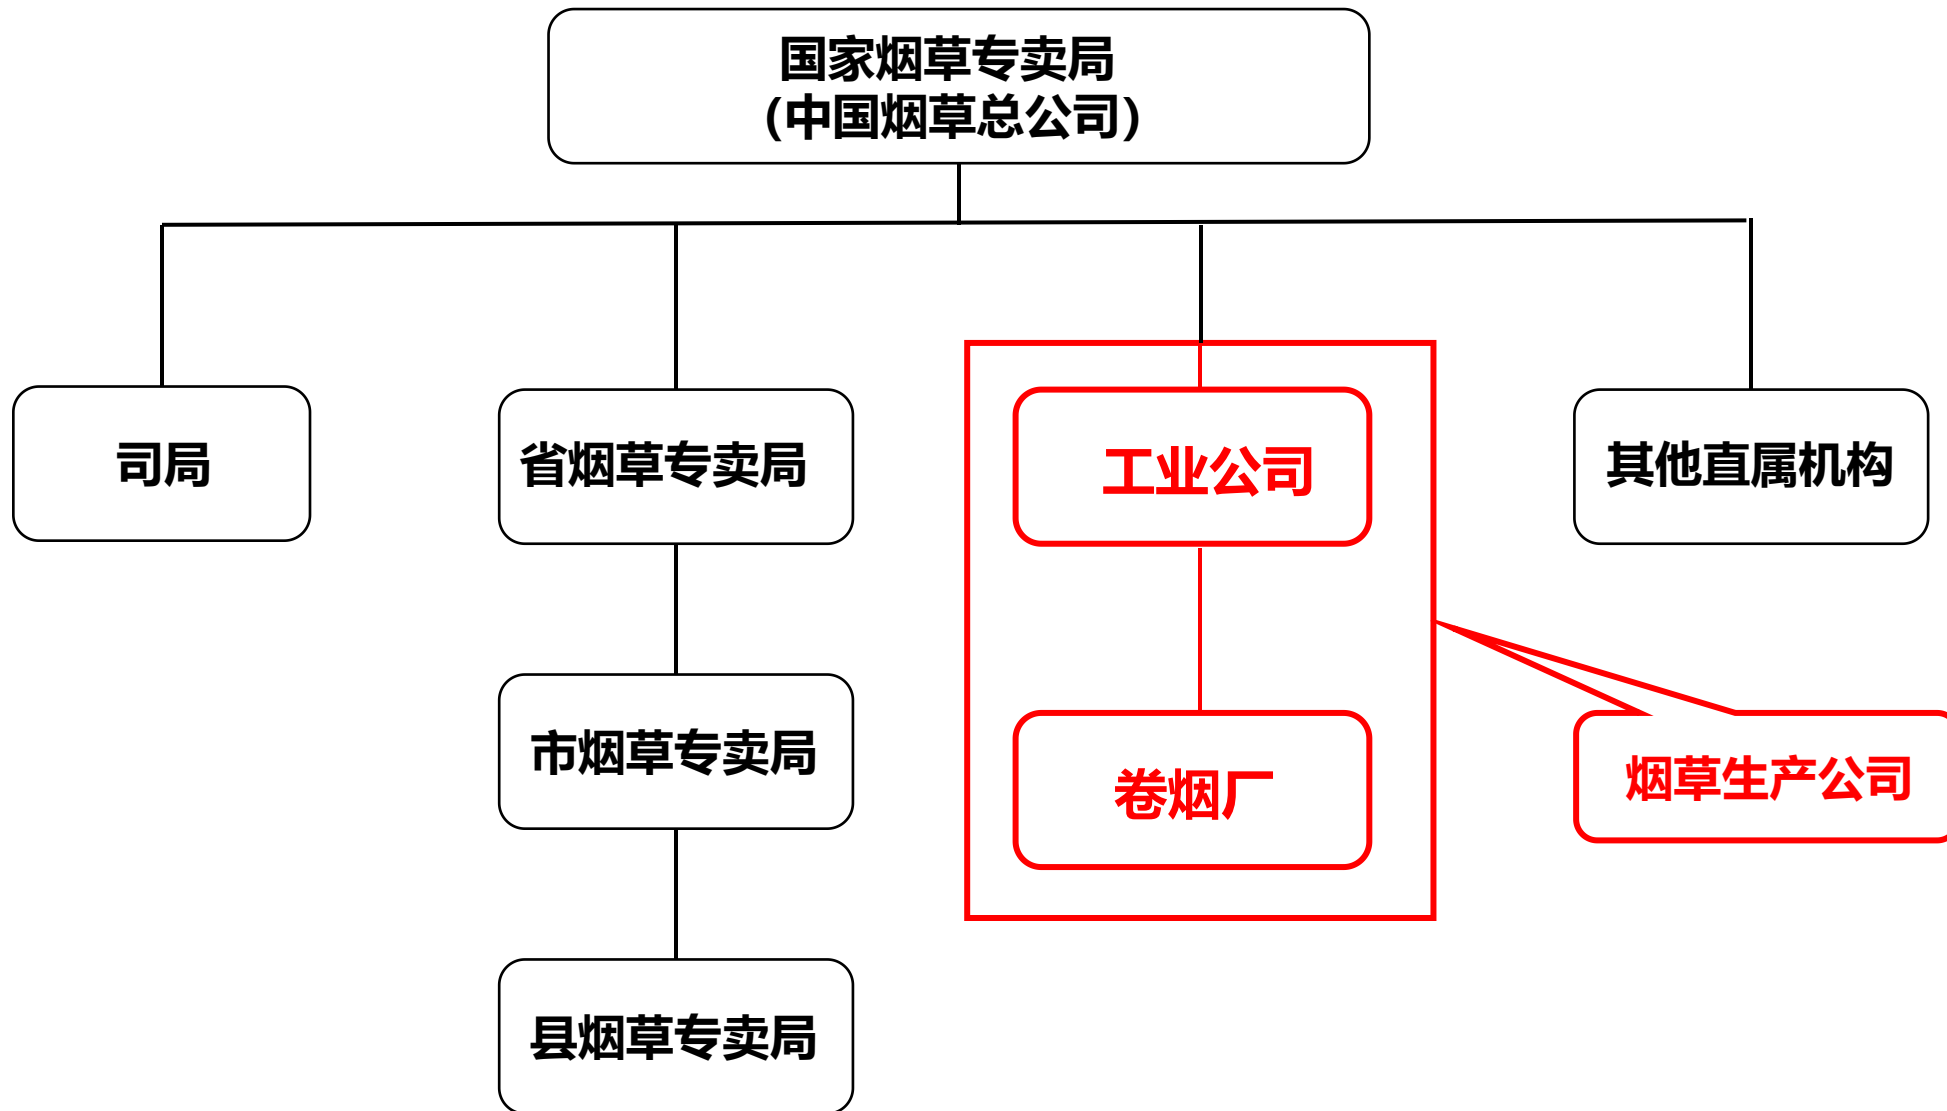 国家烟草专卖局
(中国烟草总公司)
司局
省烟草专卖局
工业公司
其他直属机构
市烟草专卖局
卷烟厂
烟草生产公司
县烟草专卖局